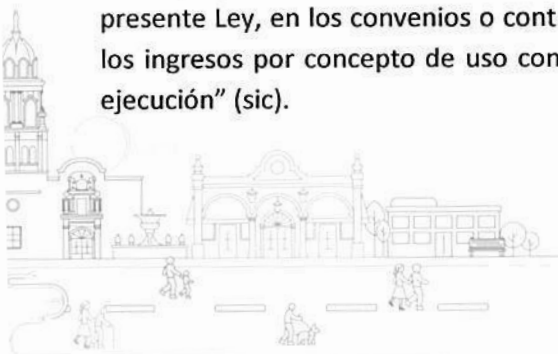 presente Ley, en los convenios o cont
los ingresos por concepto de uso con
ejecución” (sic).